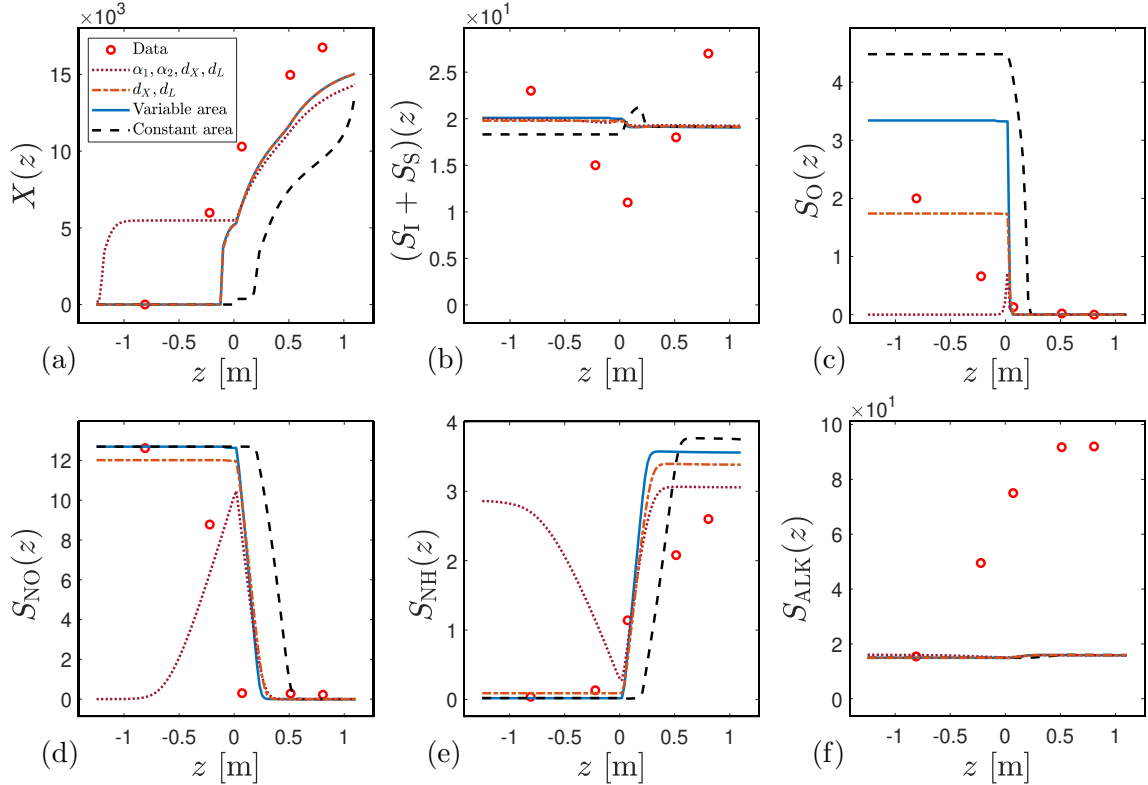 ×10³
15
10
5
0
X(z)
-1 -0.5 0 0.5 1
(a) z [m]
Data
α₁, α₂, d_X, d_L
d_X, d_L
Variable area
Constant area
×10¹
2.5
2.0
1.5
1.0
0.5
0.0
(S_I + S_S)(z)
-1 -0.5 0 0.5 1
(b) z [m]
4
3
2
1
0
S_O(z)
-1 -0.5 0 0.5 1
(c) z [m]
12
10
8
6
4
2
0
S_NO(z)
-1 -0.5 0 0.5 1
(d) z [m]
4
3
2
1
0
S_NH(z)
-1 -0.5 0 0.5 1
(e) z [m]
×10¹
10
8
6
4
2
0
S_ALK(z)
-1 -0.5 0 0.5 1
(f) z [m]